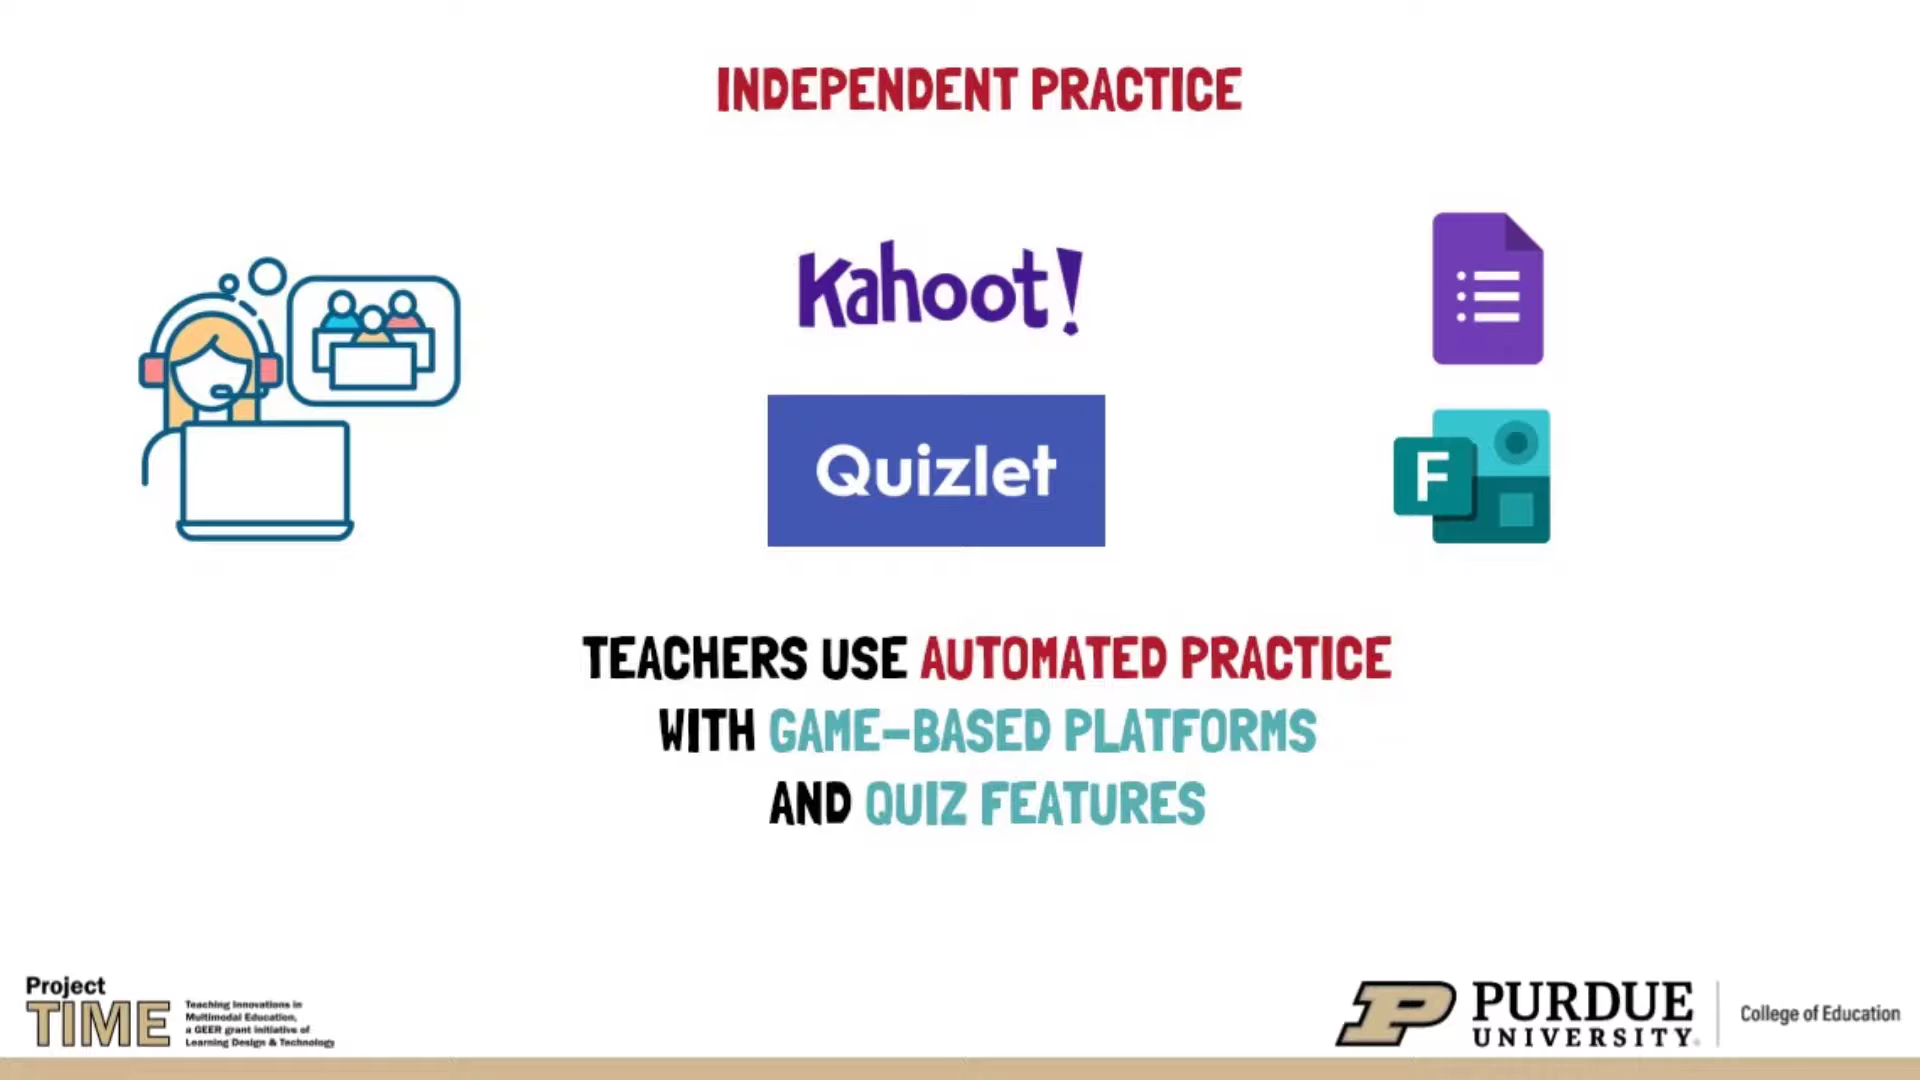 INDEPENDENT PRACTICE
Kahoot!
Quizlet
F
TEACHERS USE AUTOMATED PRACTICE
WITH GAME-BASED PLATFORMS
AND QUIZ FEATURES
Project
TIME
Teaching Innovations in
Multimodal Education,
a GEER grant initiative of
Learning Design & Technology
P
PURDUE
UNIVERSITY®
College of Education